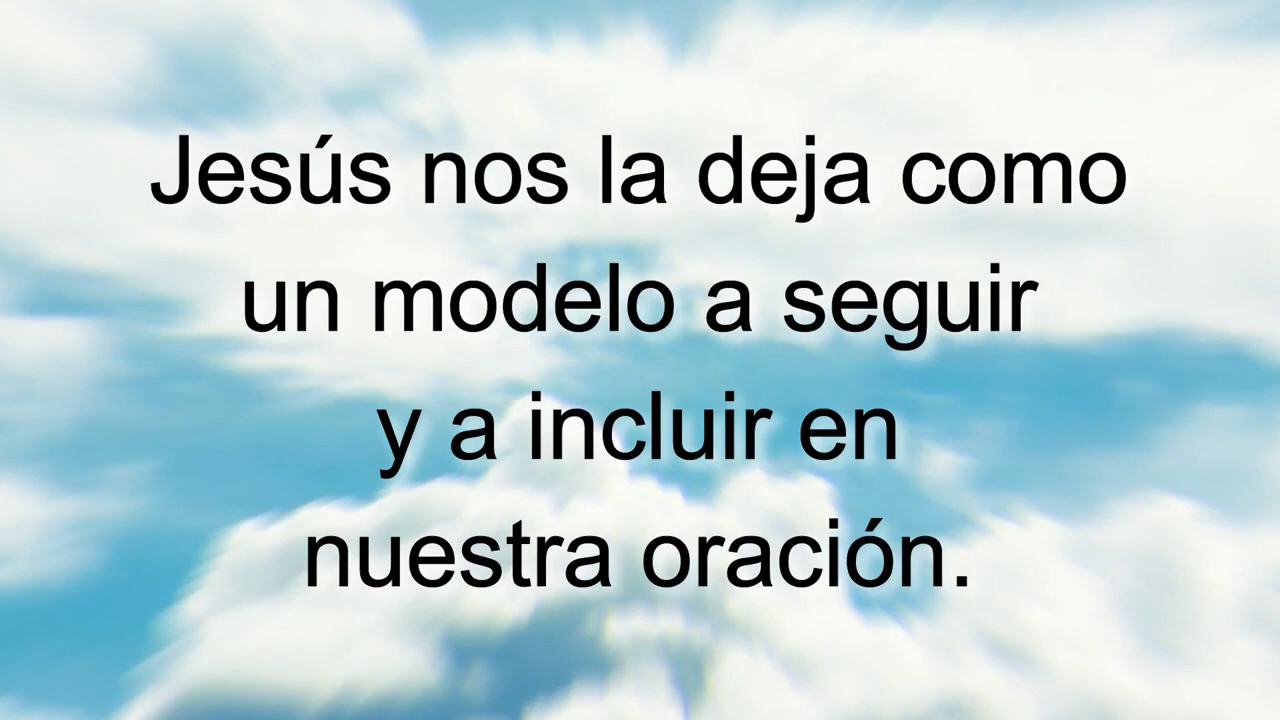 Jesús nos la deja como
un modelo a seguir
y a incluir en
nuestra oración.